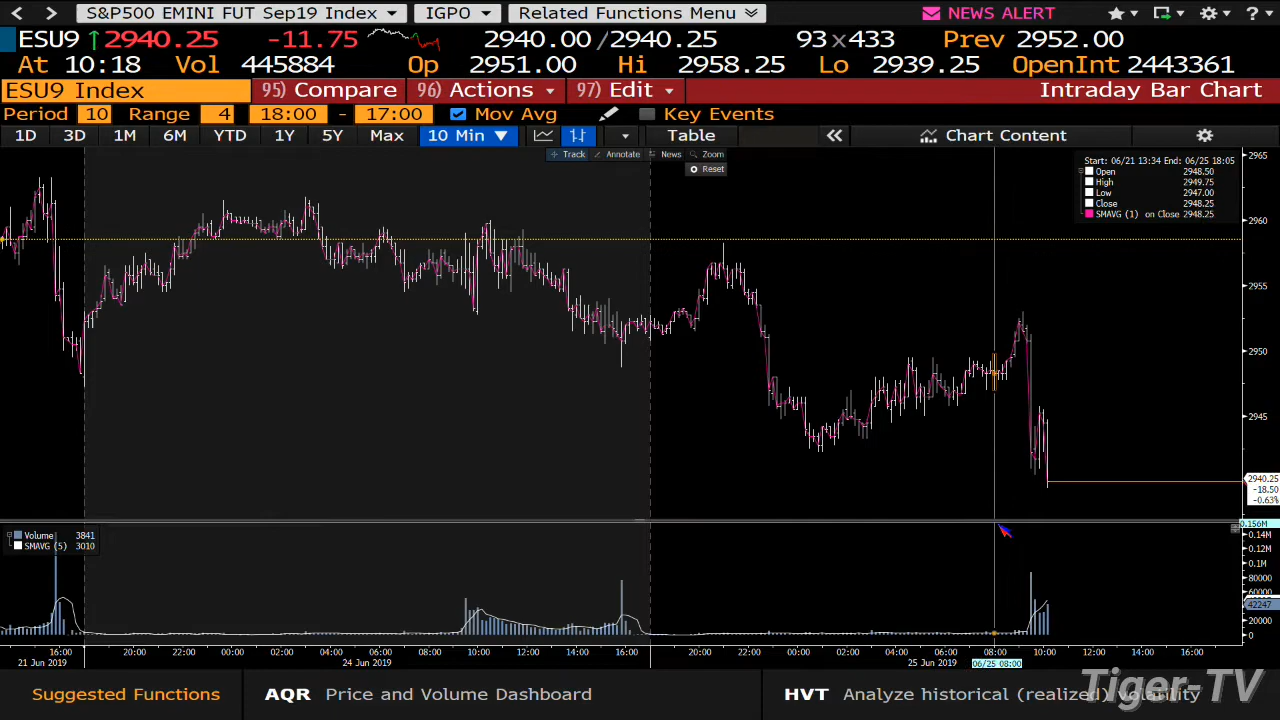 S&P500 EMINI FUT Sep19 Index IGPO Related Functions Menu NEWS ALERT ?
ESU9 ↑2940.25 -11.75 2940.00/2940.25 93x433 Prev 2952.00
At 10:18 Vol 445884 Op 2951.00 Hi 2958.25 Lo 2939.25 OpenInt 2443361
ESU9 Index 95) Compare 96) Actions 97) Edit Intraday Bar Chart
Period 10 Range 4 18:00 - 17:00 Mov Avg Key Events
1D 3D 1M 6M YTD 1Y 5Y Max 10 Min ▼ Table « Chart Content
Track Annotate News Zoom
Reset
Start: 06/21 13:34 End: 06/25 18:05
Open 2948.50
High 2949.75
Low 2947.00
Close 2948.25
SMAVG (1) on Close 2948.25
2965
2960
2955
2950
2945
2940.25
-18.50
-0.63%
Volume 3841
SMAVG (5) 3010
0.156M
0.14M
0.12M
0.1M
80000
60000
42247
20000
0
16:00 20:00 22:00 00:00 02:00 04:00 06:00 08:00 10:00 12:00 14:00 16:00 20:00 22:00 00:00 02:00 04:00 06:00 08:00 10:00 12:00 14:00 16:00
21 Jun 2019 24 Jun 2019 25 Jun 2019 06/25 08:00
Suggested Functions AQR Price and Volume Dashboard HVT Analyze historical (realized) volatility
Tiger-TV